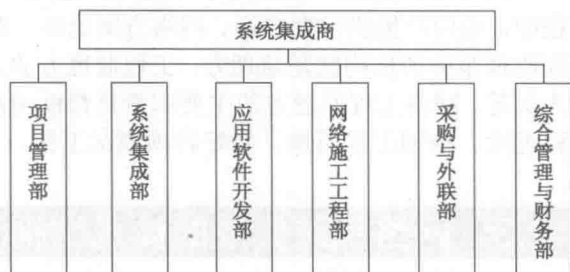 系统集成商
项目管理部
系统集成部
应用软件开发部
网络施工工程部
采购与外联部
综合管理与财务部